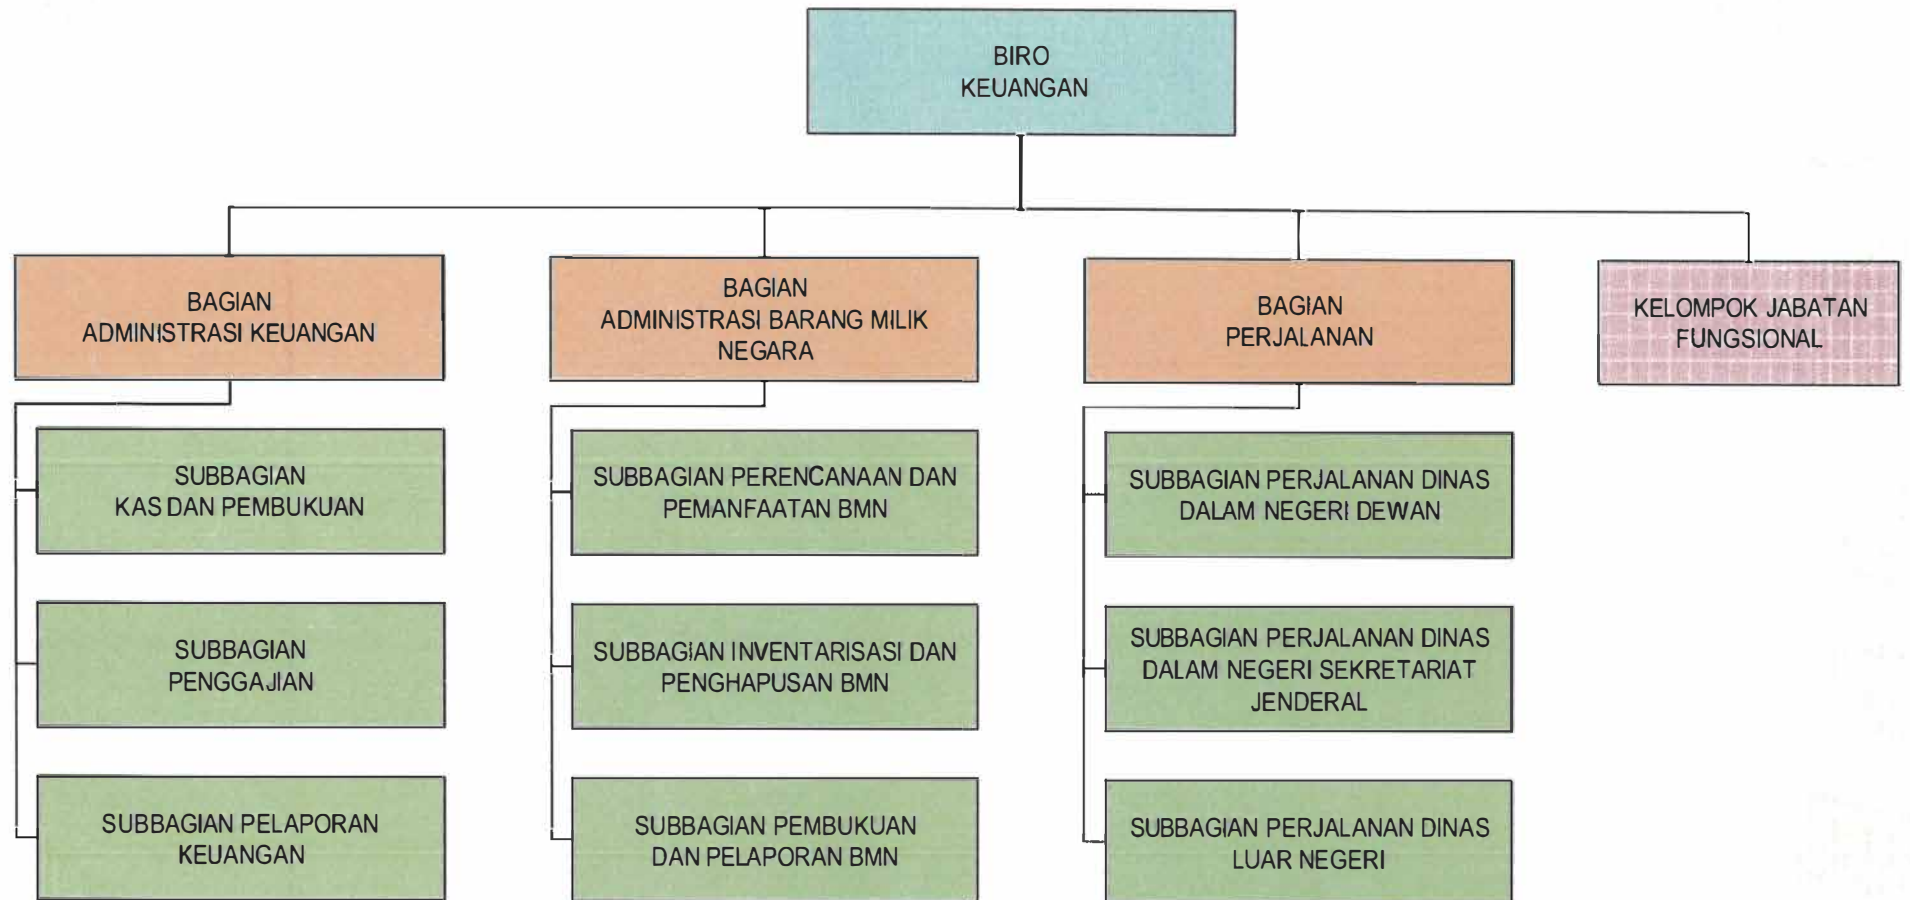 BIRO
KEUANGAN
BAGIAN
ADMINISTRASI KEUANGAN
BAGIAN
ADMINISTRASI BARANG MILIK
NEGARA
BAGIAN
PERJALANAN
KELOMPOK JABATAN
FUNGSIONAL
SUBBAGIAN
KAS DAN PEMBUKUAN
SUBBAGIAN PERENCANAAN DAN
PEMANFAATAN BMN
SUBBAGIAN PERJALANAN DINAS
DALAM NEGERI DEWAN
SUBBAGIAN
PENGGAJIAN
SUBBAGIAN INVENTARISASI DAN
PENGHAPUSAN BMN
SUBBAGIAN PERJALANAN DINAS
DALAM NEGERI SEKRETARIAT
JENDERAL
SUBBAGIAN PELAPORAN
KEUANGAN
SUBBAGIAN PEMBUKUAN
DAN PELAPORAN BMN
SUBBAGIAN PERJALANAN DINAS
LUAR NEGERI